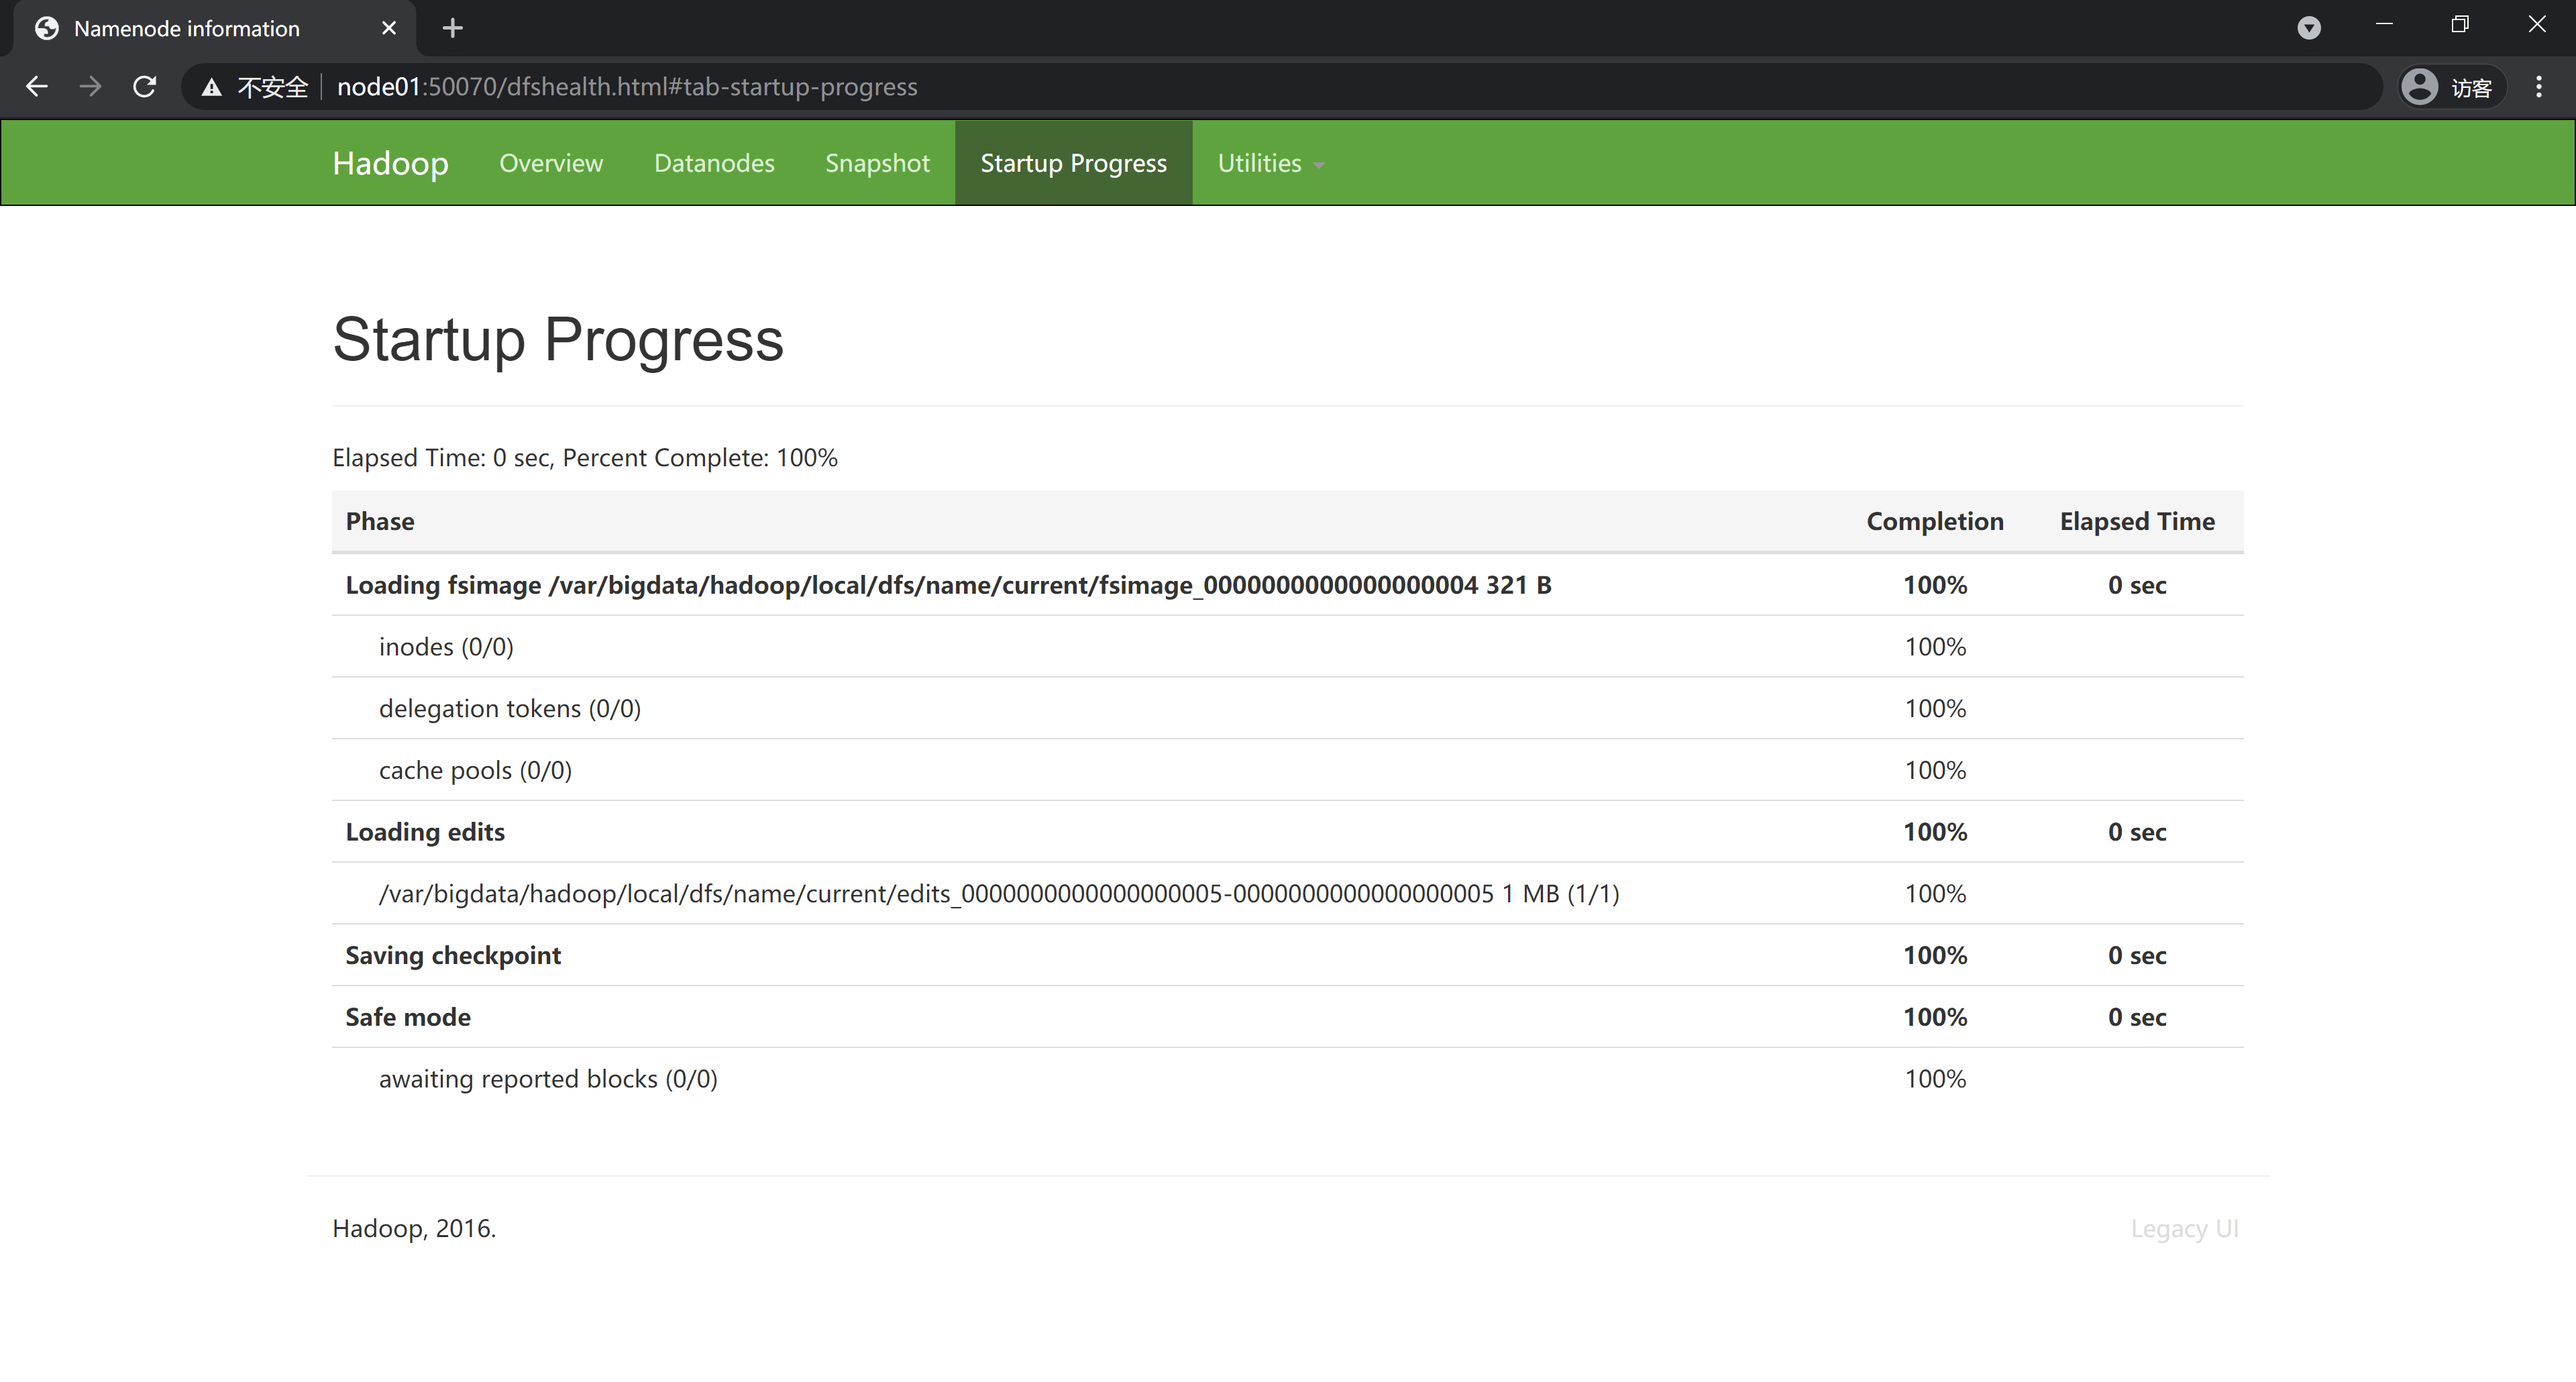 Namenode information
不安全 node01:50070/dfshealth.html#tab-startup-progress 访客
Hadoop Overview Datanodes Snapshot Startup Progress Utilities
Startup Progress
Elapsed Time: 0 sec, Percent Complete: 100%
Phase Completion Elapsed Time
Loading fsimage /var/bigdata/hadoop/local/dfs/name/current/fsimage_0000000000000000004 321 B 100% 0 sec
inodes (0/0) 100%
delegation tokens (0/0) 100%
cache pools (0/0) 100%
Loading edits 100% 0 sec
/var/bigdata/hadoop/local/dfs/name/current/edits_0000000000000000005-0000000000000000005 1 MB (1/1) 100%
Saving checkpoint 100% 0 sec
Safe mode 100% 0 sec
awaiting reported blocks (0/0) 100%
Hadoop, 2016. Legacy UI